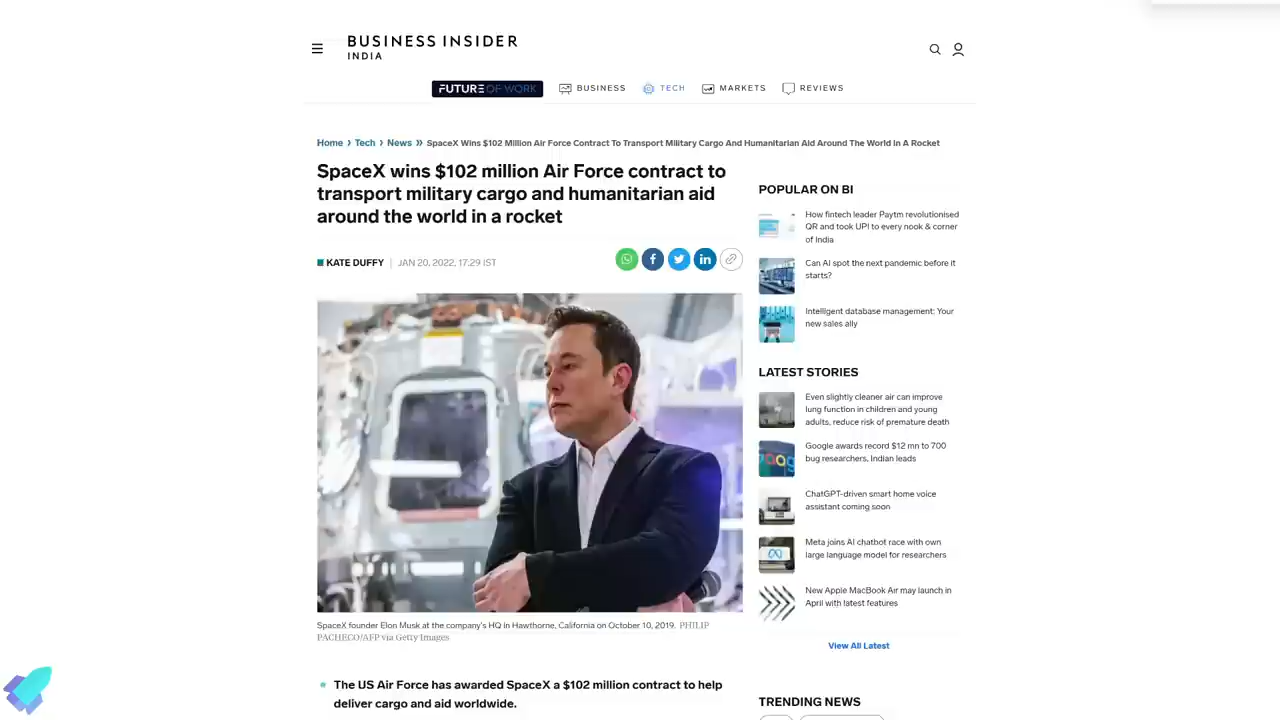 BUSINESS INSIDER
INDIA
FUTURE OF WORK
BUSINESS
TECH
MARKETS
REVIEWS
Home › Tech › News » SpaceX Wins $102 Million Air Force Contract To Transport Military Cargo And Humanitarian Aid Around The World In A Rocket
SpaceX wins $102 million Air Force contract to
transport military cargo and humanitarian aid
around the world in a rocket
KATE DUFFY | JAN 20, 2022, 17:29 IST
SpaceX founder Elon Musk at the company's HQ in Hawthorne, California on October 10, 2019. PHILIP
PACHECO/AFP via Getty Images
The US Air Force has awarded SpaceX a $102 million contract to help
deliver cargo and aid worldwide.
POPULAR ON BI
How fintech leader Paytm revolutionised
QR and took UPI to every nook & corner
of India
Can AI spot the next pandemic before it
starts?
Intelligent database management: Your
new sales ally
LATEST STORIES
Even slightly cleaner air can improve
lung function in children and young
adults, reduce risk of premature death
Google awards record $12 mn to 700
bug researchers, Indian leads
ChatGPT-driven smart home voice
assistant coming soon
Meta joins AI chatbot race with own
large language model for researchers
New Apple MacBook Air may launch in
April with latest features
View All Latest
TRENDING NEWS